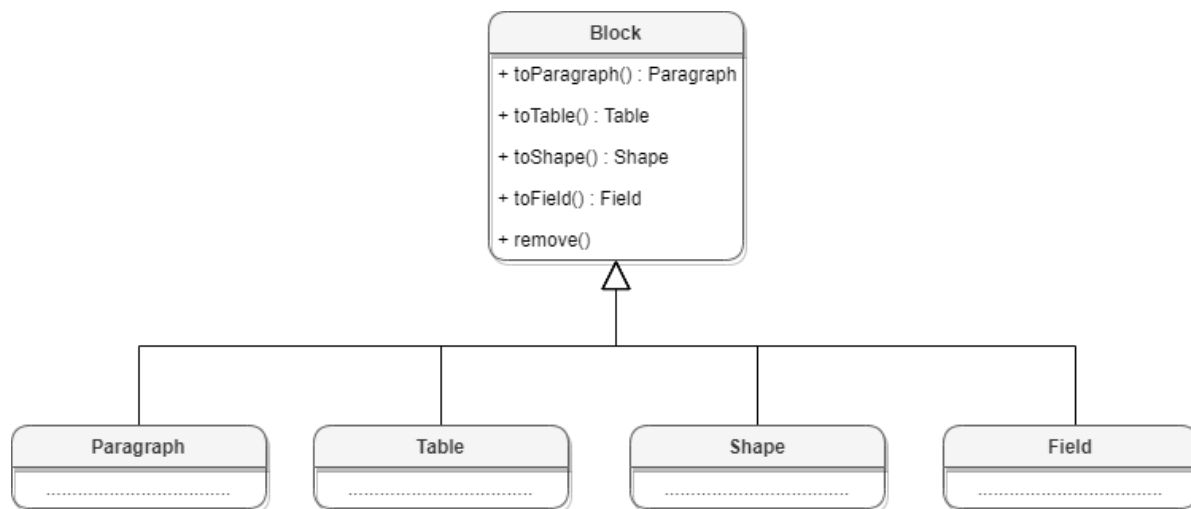 Block
+ toParagraph() : Paragraph
+ toTable() : Table
+ toShape() : Shape
+ toField() : Field
+ remove()
Paragraph
Table
Shape
Field